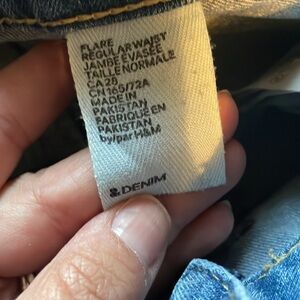 FLARE
REGULAR WAIST
JAMBE EVASEE
TAILLE NORMALE
CA 28
CN 165/72A
MADE IN
PAKISTAN
FABRIQUÉ EN
PAKISTAN
by/par H&M
&DENIM